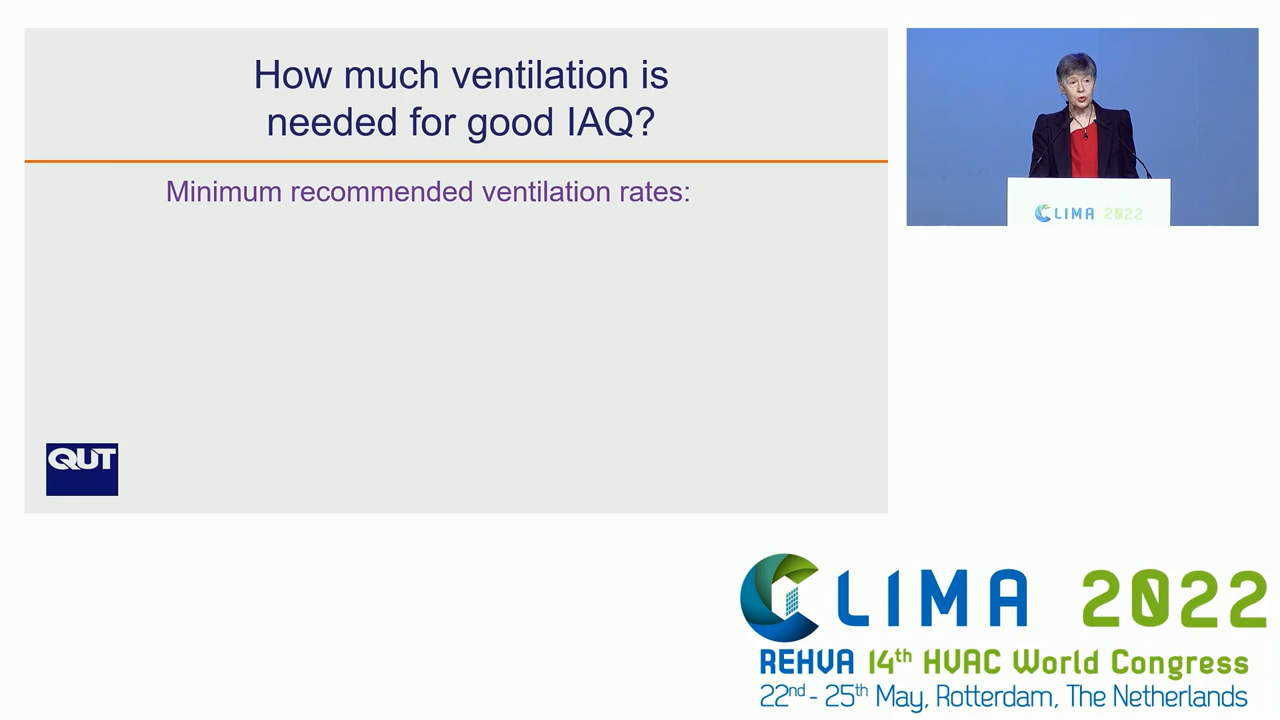 How much ventilation is
needed for good IAQ?
Minimum recommended ventilation rates:
QUT
CLIMA 2022
CLIMA 2022
REHVA 14th HVAC World Congress
22nd - 25th May, Rotterdam, The Netherlands